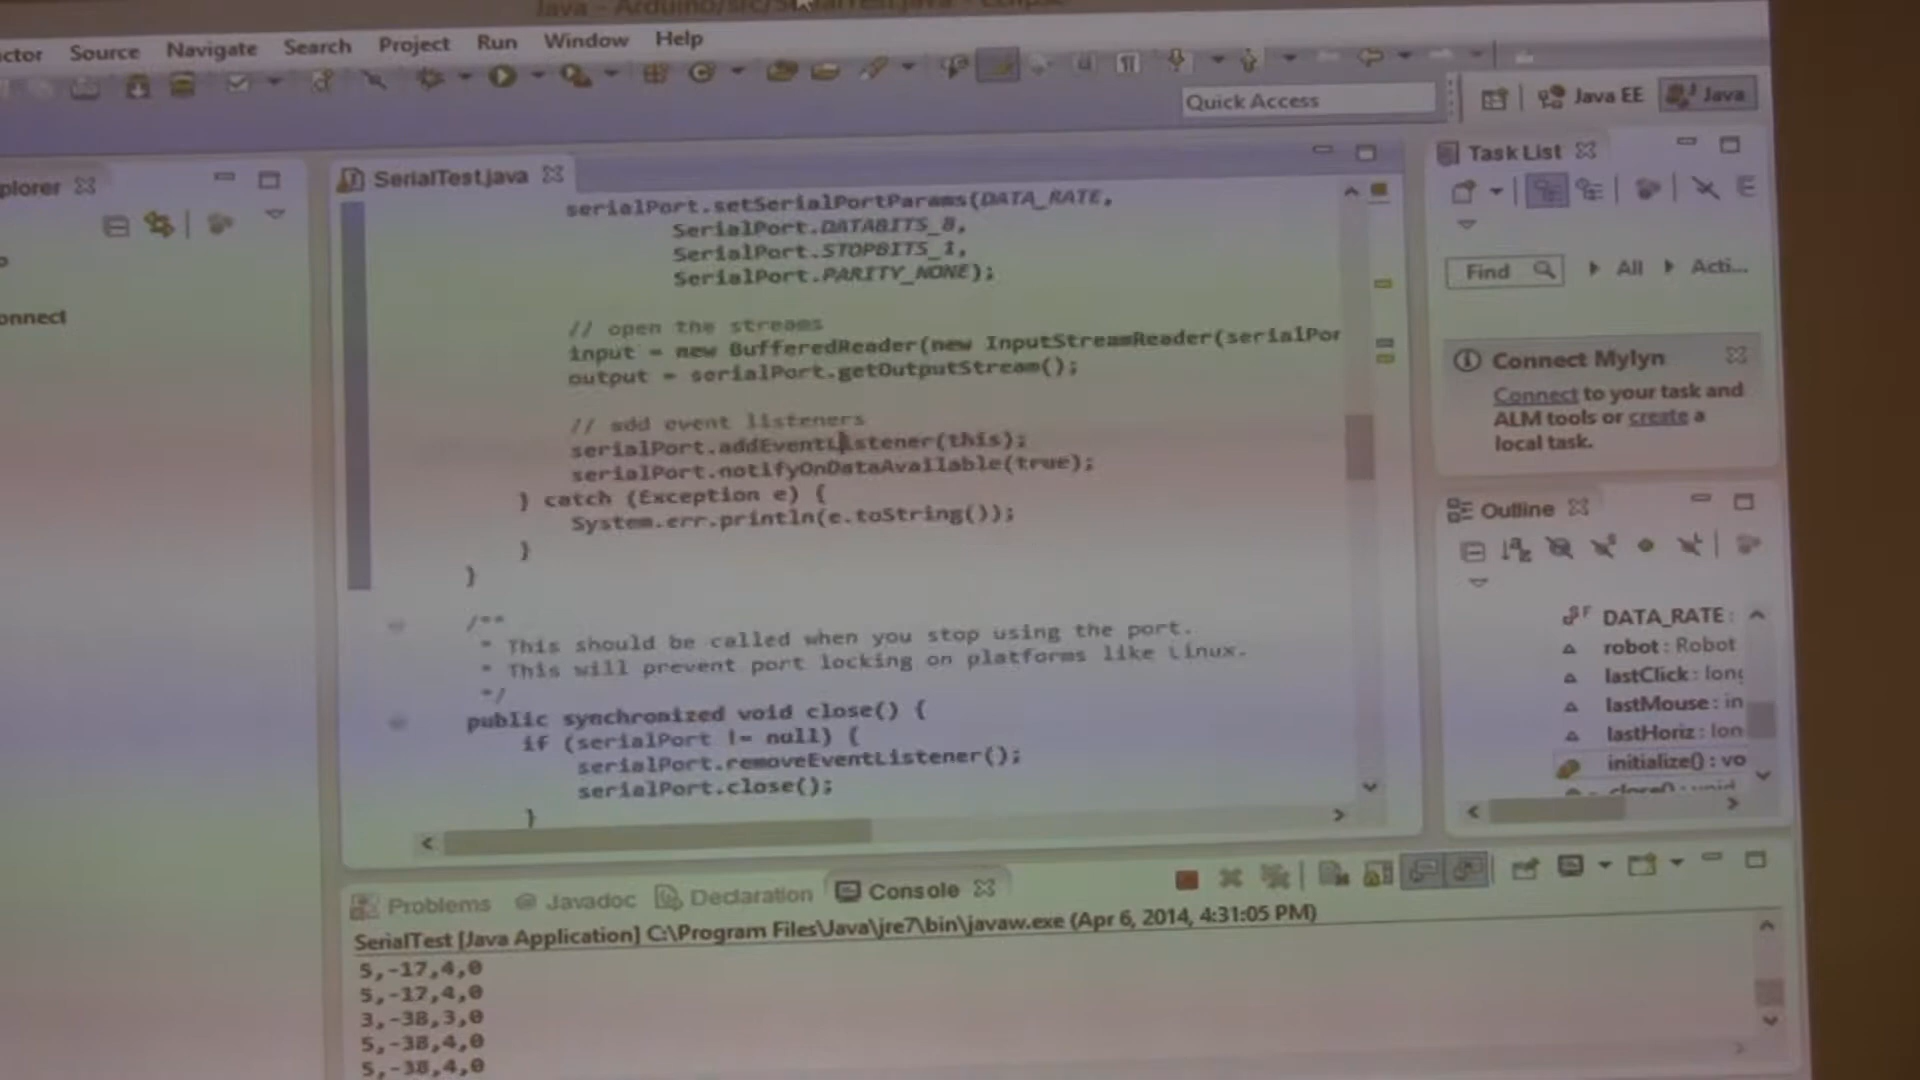 Java - Arduino/src/SerialTest.java - Eclipse
ctor Source Navigate Search Project Run Window Help
Quick Access
Java EE
Java
plorer
onnect
SerialTest.java
serialPort.setSerialPortParams(DATA_RATE,
SerialPort.DATABITS_8,
SerialPort.STOPBITS_1,
SerialPort.PARITY_NONE);
// open the streams
input = new BufferedReader(new InputStreamReader(serialPor
output = serialPort.getOutputStream();
// add event listeners
serialPort.addEventListener(this);
serialPort.notifyOnDataAvailable(true);
} catch (Exception e) {
System.err.println(e.toString());
}
}
/**
* This should be called when you stop using the port.
* This will prevent port locking on platforms like Linux.
*/
public synchronized void close() {
if (serialPort != null) {
serialPort.removeEventListener();
serialPort.close();
}
Task List
Find
All
Acti...
Connect Mylyn
Connect to your task and
ALM tools or create a
local task.
Outline
DATA_RATE :
robot : Robot
lastClick : long
lastMouse : in
lastHoriz : lon
initialize() : vo
close() : void
Problems @ Javadoc Declaration Console
SerialTest [Java Application] C:\Program Files\Java\jre7\bin\javaw.exe (Apr 6, 2014, 4:31:05 PM)
5,-17,4,0
5,-17,4,0
3,-38,3,0
5,-38,4,0
5,-38,4,0